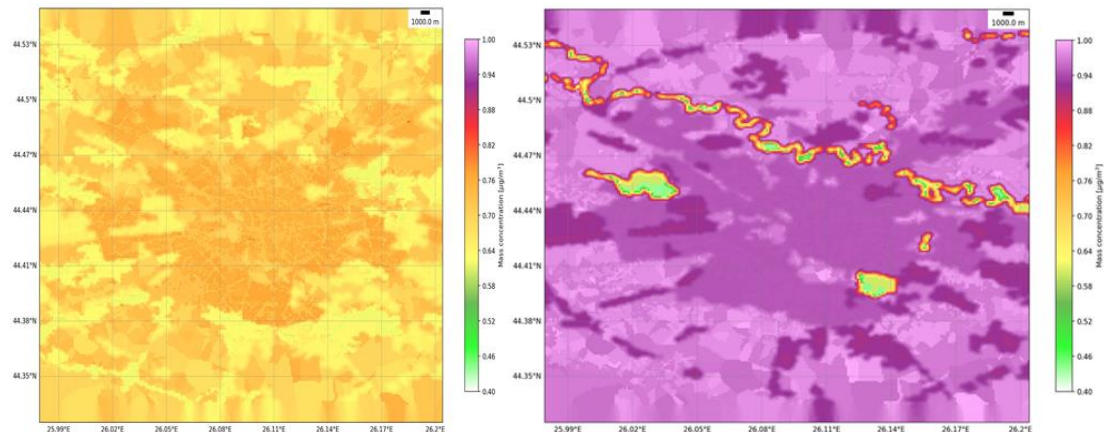 1000.0 m
44.53°N
44.5°N
44.47°N
44.44°N
44.41°N
44.38°N
44.35°N
25.99°E 26.02°E 26.05°E 26.08°E 26.11°E 26.14°E 26.17°E 26.2°E
1.00
0.94
0.88
0.82
0.76
0.70
0.64
0.58
0.52
0.46
0.40
Mass concentration [µg/m³]
1000.0 m
44.53°N
44.5°N
44.47°N
44.44°N
44.41°N
44.38°N
44.35°N
25.99°E 26.02°E 26.05°E 26.08°E 26.11°E 26.14°E 26.17°E 26.2°E
1.00
0.94
0.88
0.82
0.76
0.70
0.64
0.58
0.52
0.46
0.40
Mass concentration [µg/m³]